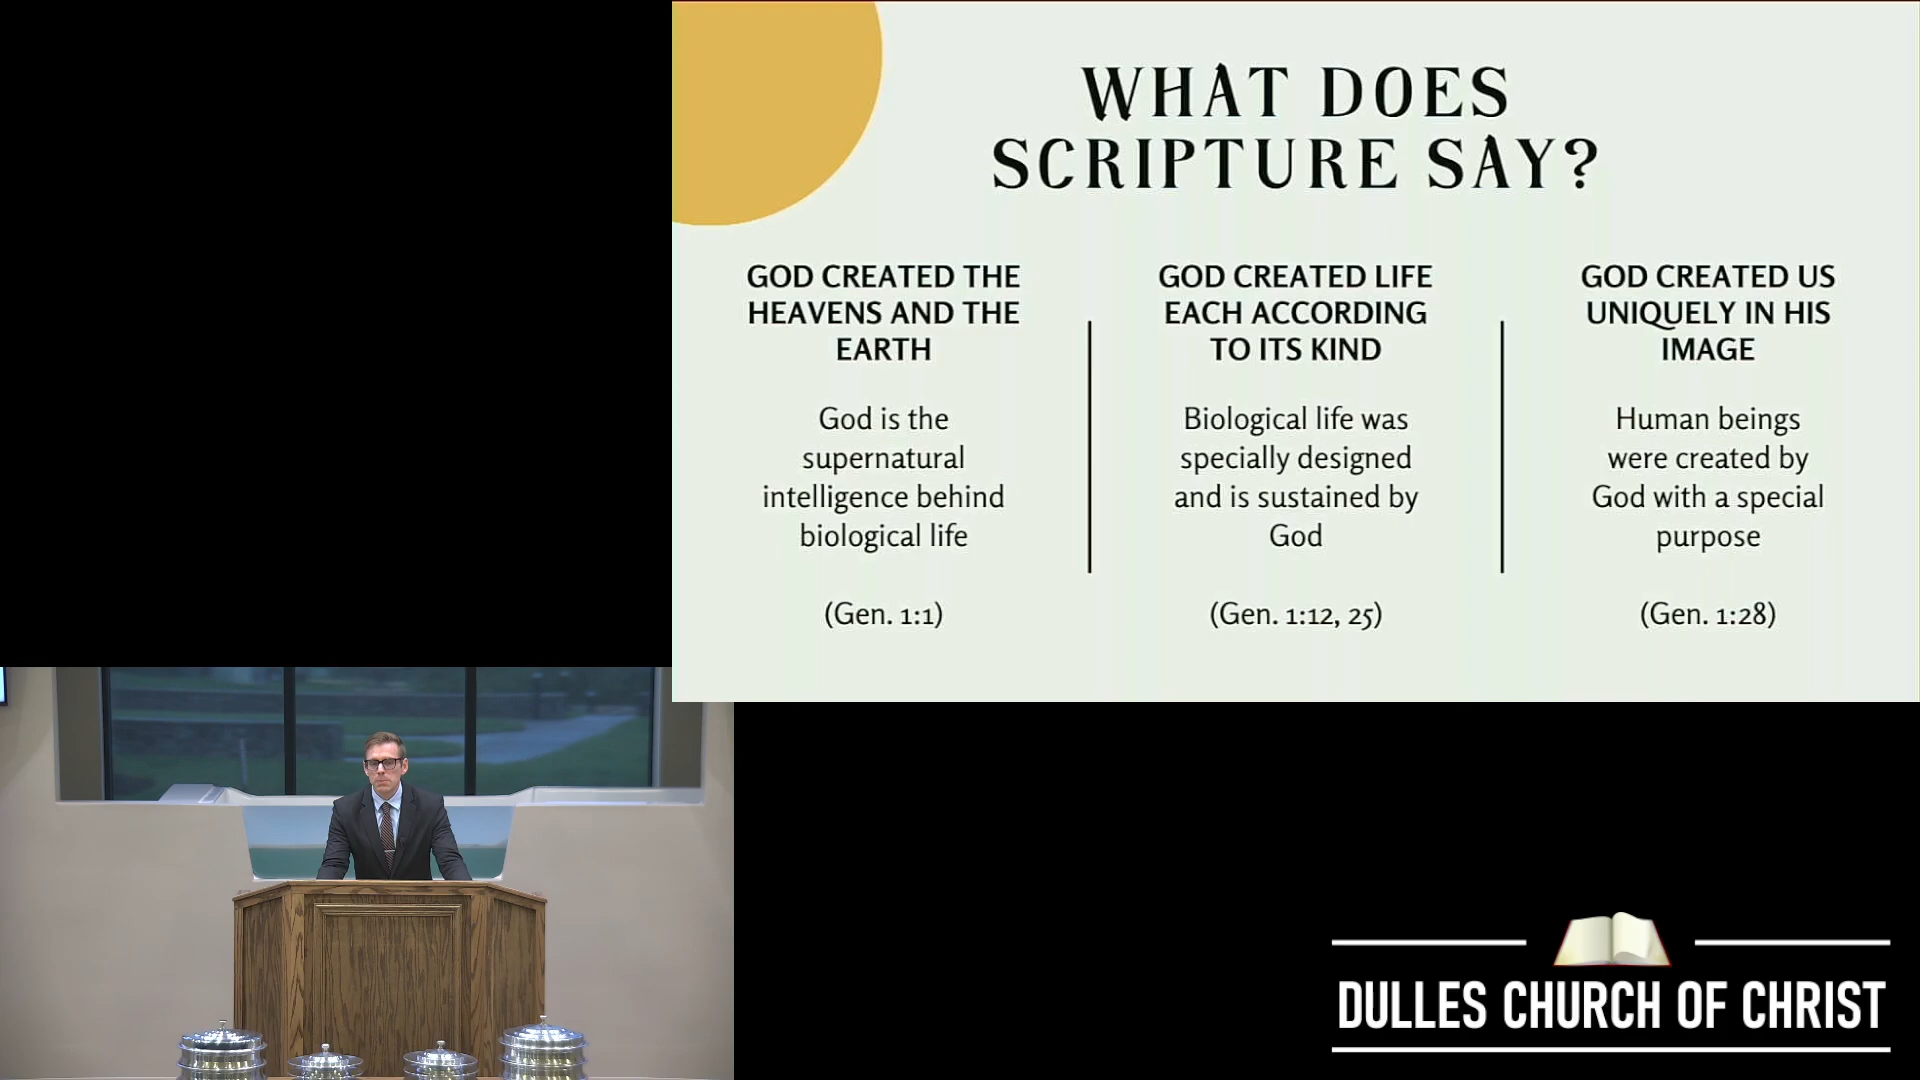 WHAT DOES
SCRIPTURE SAY?
GOD CREATED THE
HEAVENS AND THE
EARTH
God is the
supernatural
intelligence behind
biological life
(Gen. 1:1)
GOD CREATED LIFE
EACH ACCORDING
TO ITS KIND
Biological life was
specially designed
and is sustained by
God
(Gen. 1:12, 25)
GOD CREATED US
UNIQUELY IN HIS
IMAGE
Human beings
were created by
God with a special
purpose
(Gen. 1:28)
DULLES CHURCH OF CHRIST